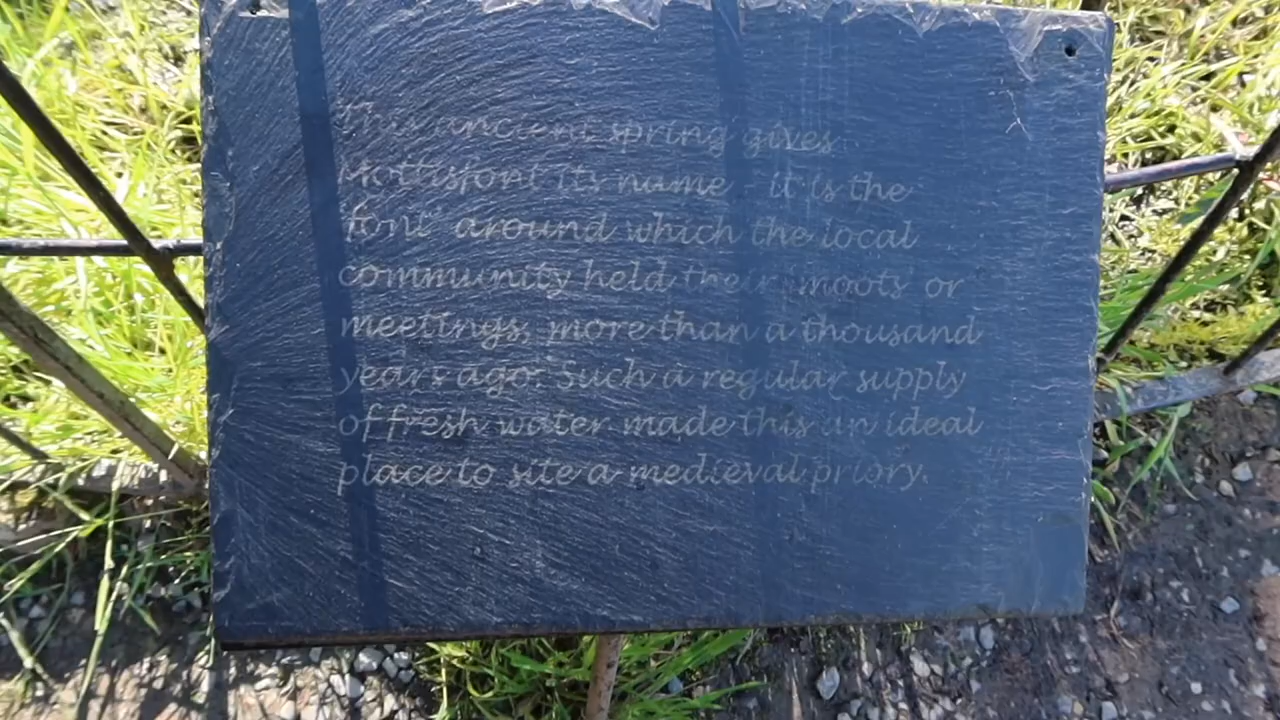 This ancient spring gives
Mottisfont its name - it is the
'font' around which the local
community held their 'moots' or
meetings, more than a thousand
years ago. Such a regular supply
of fresh water made this an ideal
place to site a medieval priory.